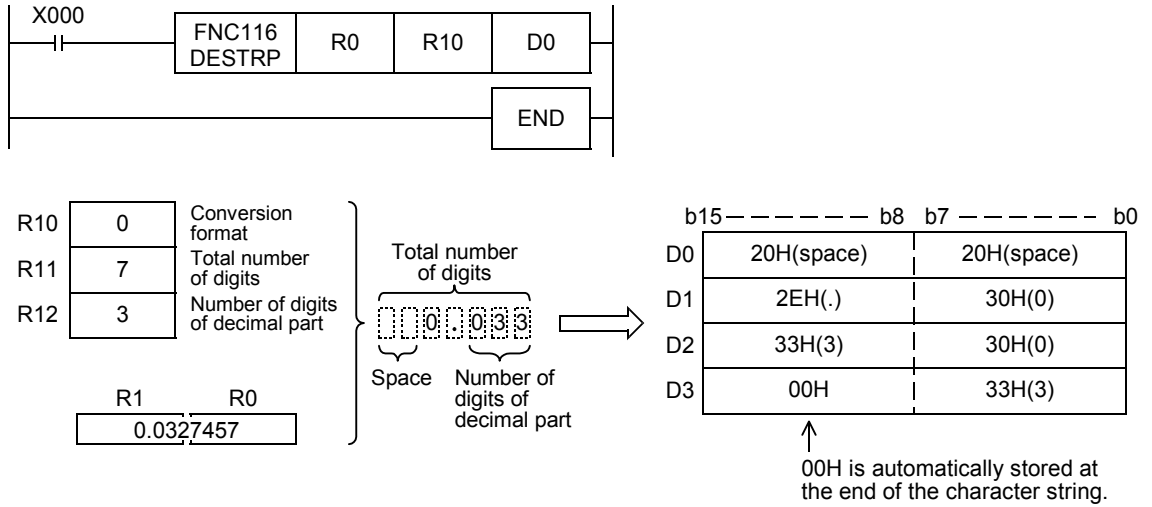 X000
FNC116
DESTRP
R0
R10
D0
END
R10
0
Conversion
format
R11
7
Total number
of digits
R12
3
Number of digits
of decimal part
R1
R0
0.0327457
Total number
of digits
0.033
Space
Number of
digits of
decimal part
b15
b8
b7
b0
D0
20H(space)
20H(space)
D1
2EH(.)
30H(0)
D2
33H(3)
30H(0)
D3
00H
33H(3)
00H is automatically stored at
the end of the character string.